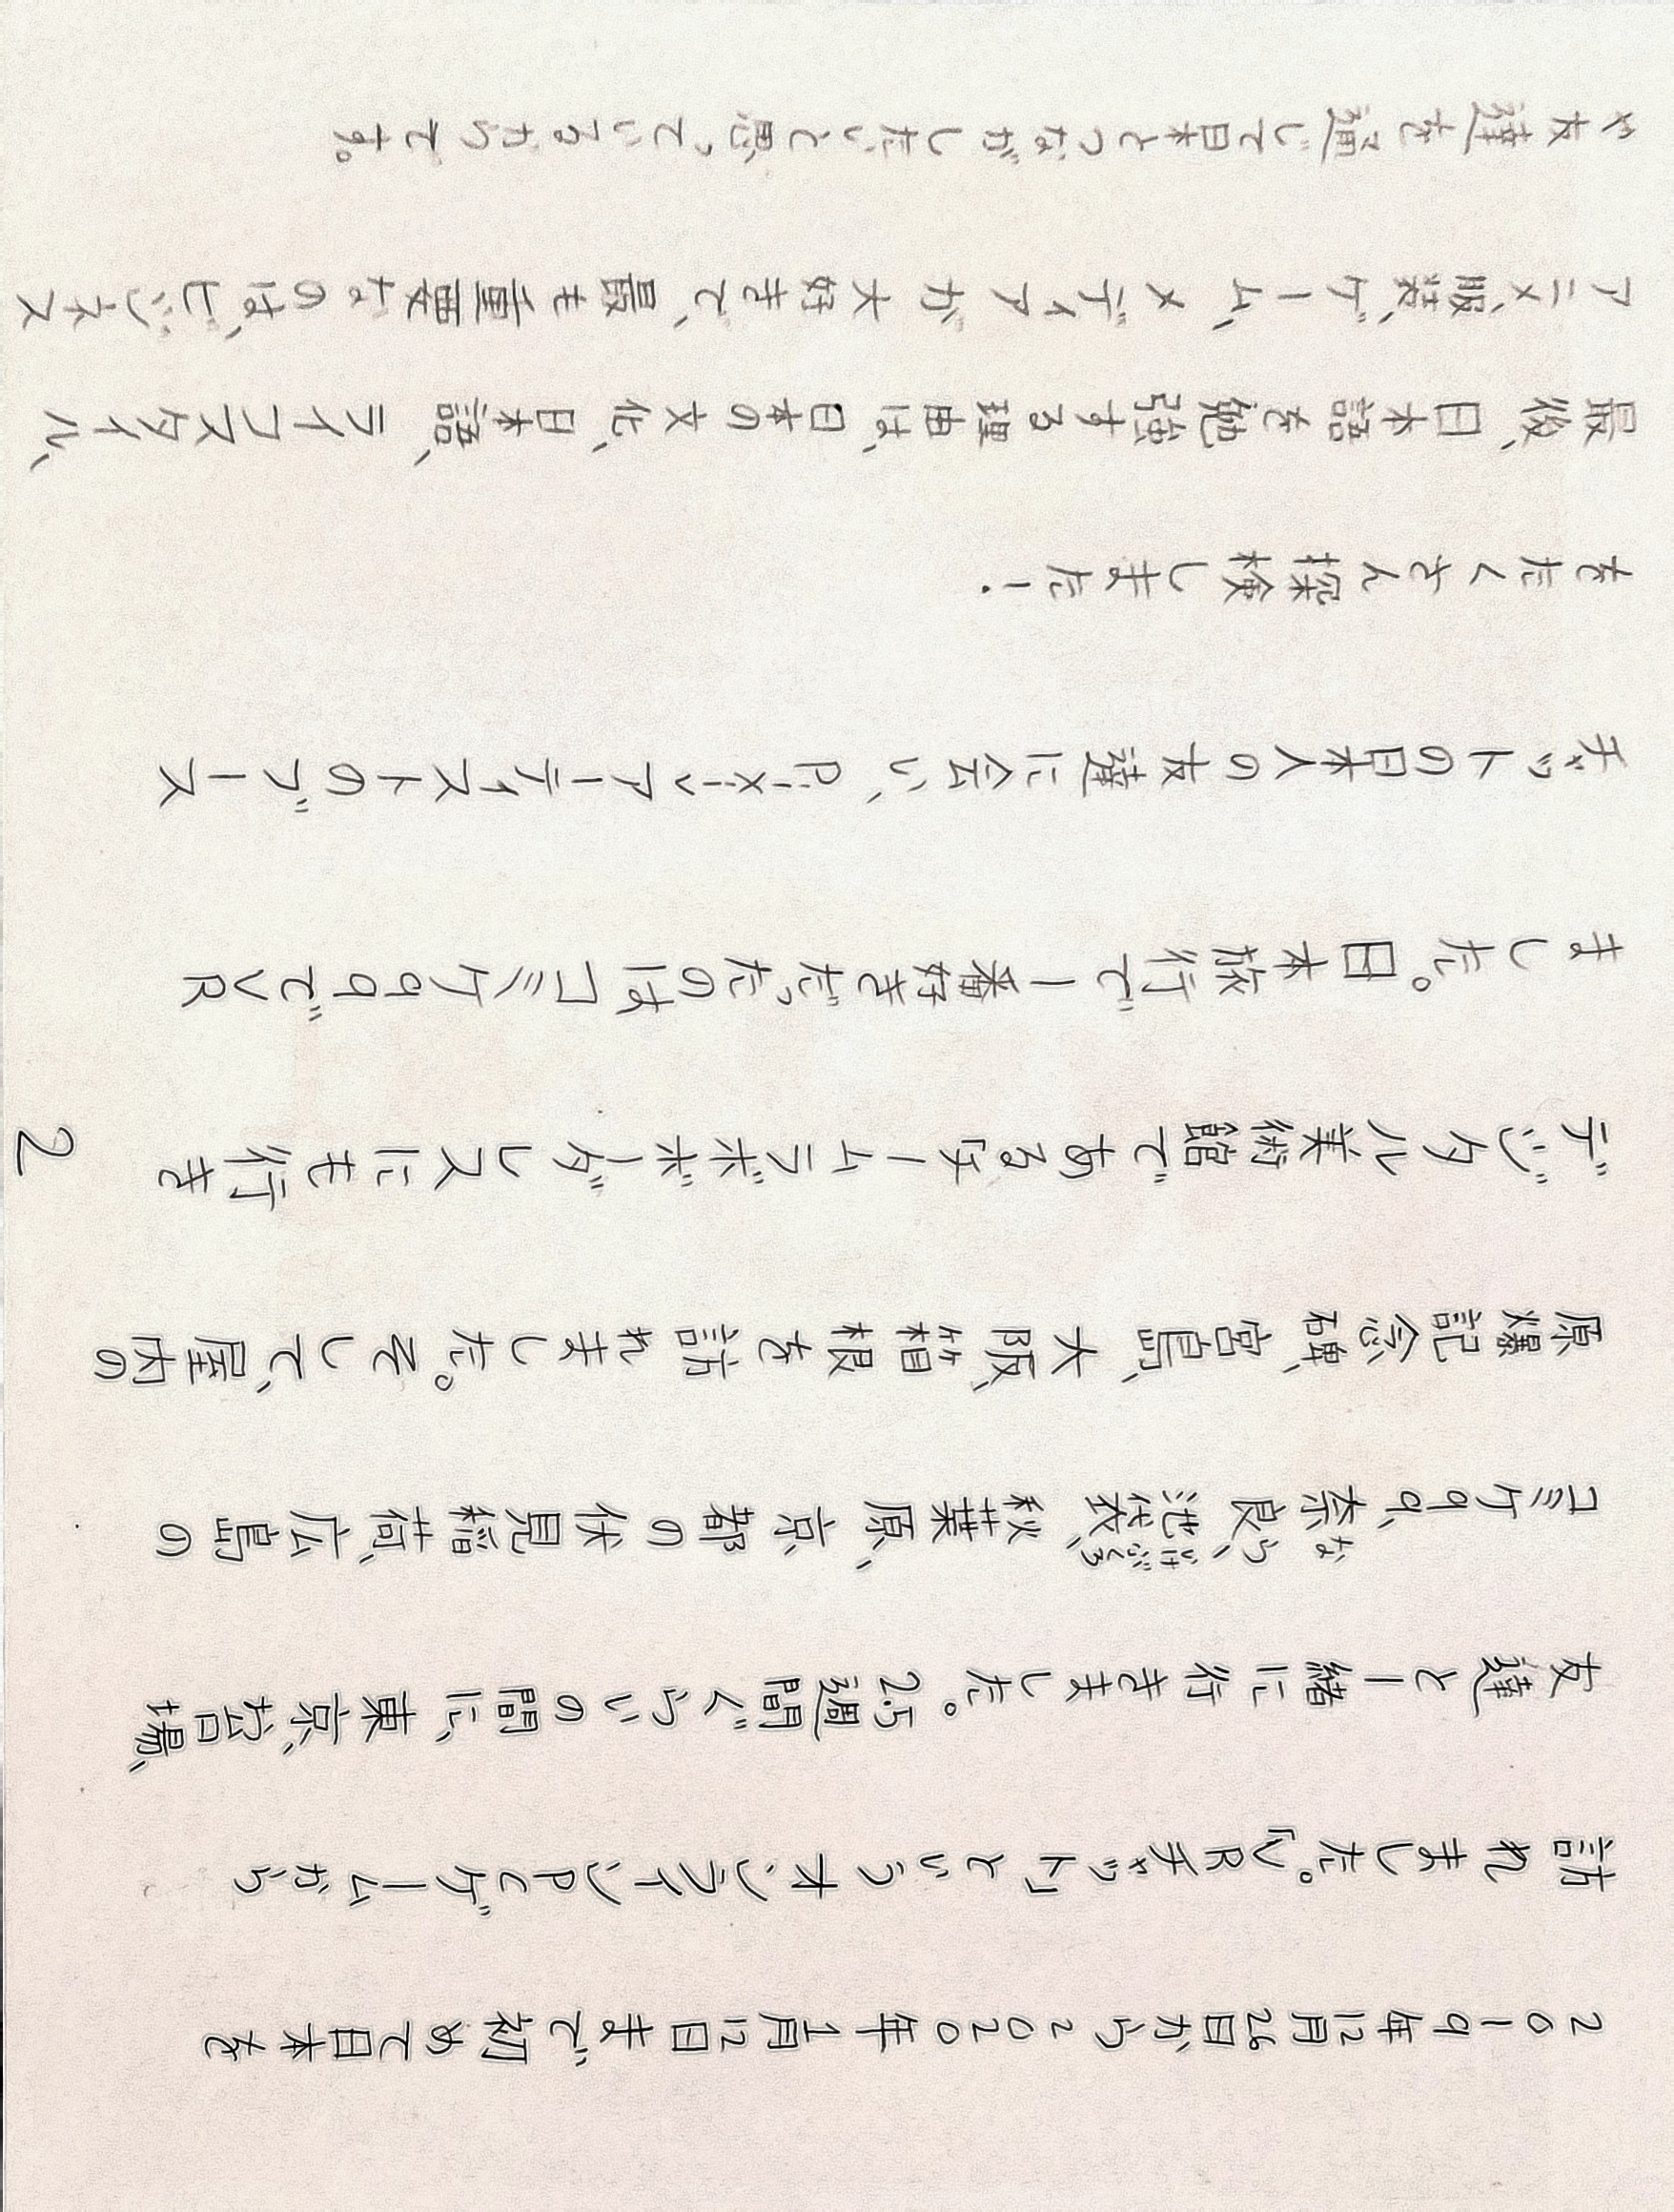 2019年12月26日から2020年1月12日まで初めて日本を
訪れました。「VRチャット」というオンラインPCゲームから
友達と一緒に行きました。2.5週間ぐらいの間に、東京、お台場、
コミケ99、奈良、池袋、秋葉原、京都の伏見稲荷、広島の
なら
いけぶくろ
原爆記念碑、宮島、大阪、箱根を訪れました。そして、屋内の
デジタル美術館である「チームラボボーダレスにも行き
ました。日本旅行で一番好きだったのは、コミケ99でVR
チャットの日本人の友達に会い、Pixivアーティストのブース
をたくさん探検しまた!
最後、日本語を勉強する理由は、日本の文化、日本語、ライフスタイル、
アニメ、服装、ゲーム、メディアが大好きで、最も重要なのは、ビジネス
や友達を通じて日本とつながしたいと思っているからです。
2